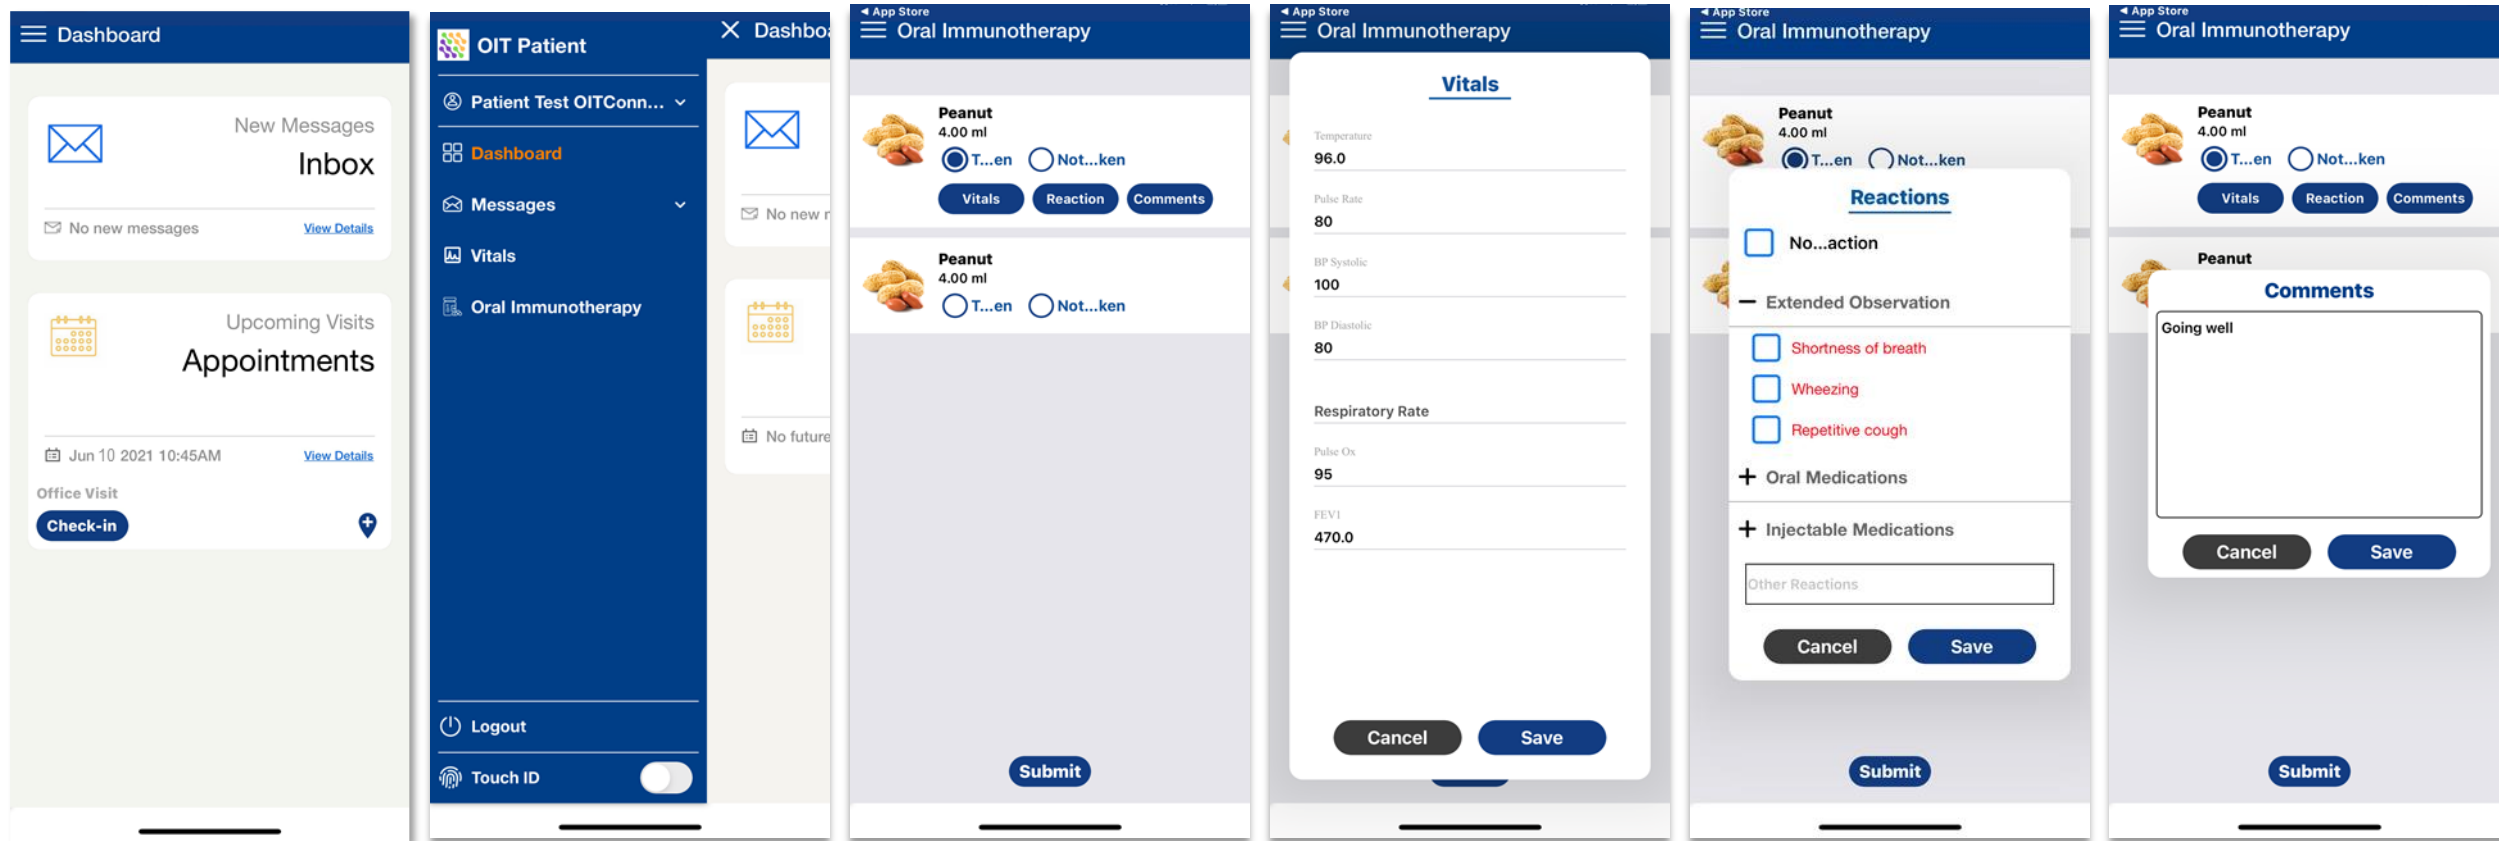 Dashboard
New Messages
Inbox
No new messages
View Details
Upcoming Visits
Appointments
Jun 10 2021 10:45AM
View Details
Office Visit
Check-in
OIT Patient
Patient Test OITConn...
Dashboard
Messages
Vitals
Oral Immunotherapy
Logout
Touch ID
Dashbo
No new
No future
App Store
Oral Immunotherapy
Peanut
4.00 ml
T...en Not...ken
Vitals Reaction Comments
Peanut
4.00 ml
T...en Not...ken
Submit
App Store
Oral Immunotherapy
Vitals
Temperature
96.0
Pulse Rate
80
BP Systolic
100
BP Diastolic
80
Respiratory Rate
Pulse Ox
95
FEV1
470.0
Cancel Save
App Store
Oral Immunotherapy
Peanut
4.00 ml
T...en Not...ken
Reactions
No...action
Extended Observation
Shortness of breath
Wheezing
Repetitive cough
Oral Medications
Injectable Medications
Other Reactions
Cancel Save
Submit
App Store
Oral Immunotherapy
Peanut
4.00 ml
T...en Not...ken
Vitals Reaction Comments
Peanut
Comments
Going well
Cancel Save
Submit